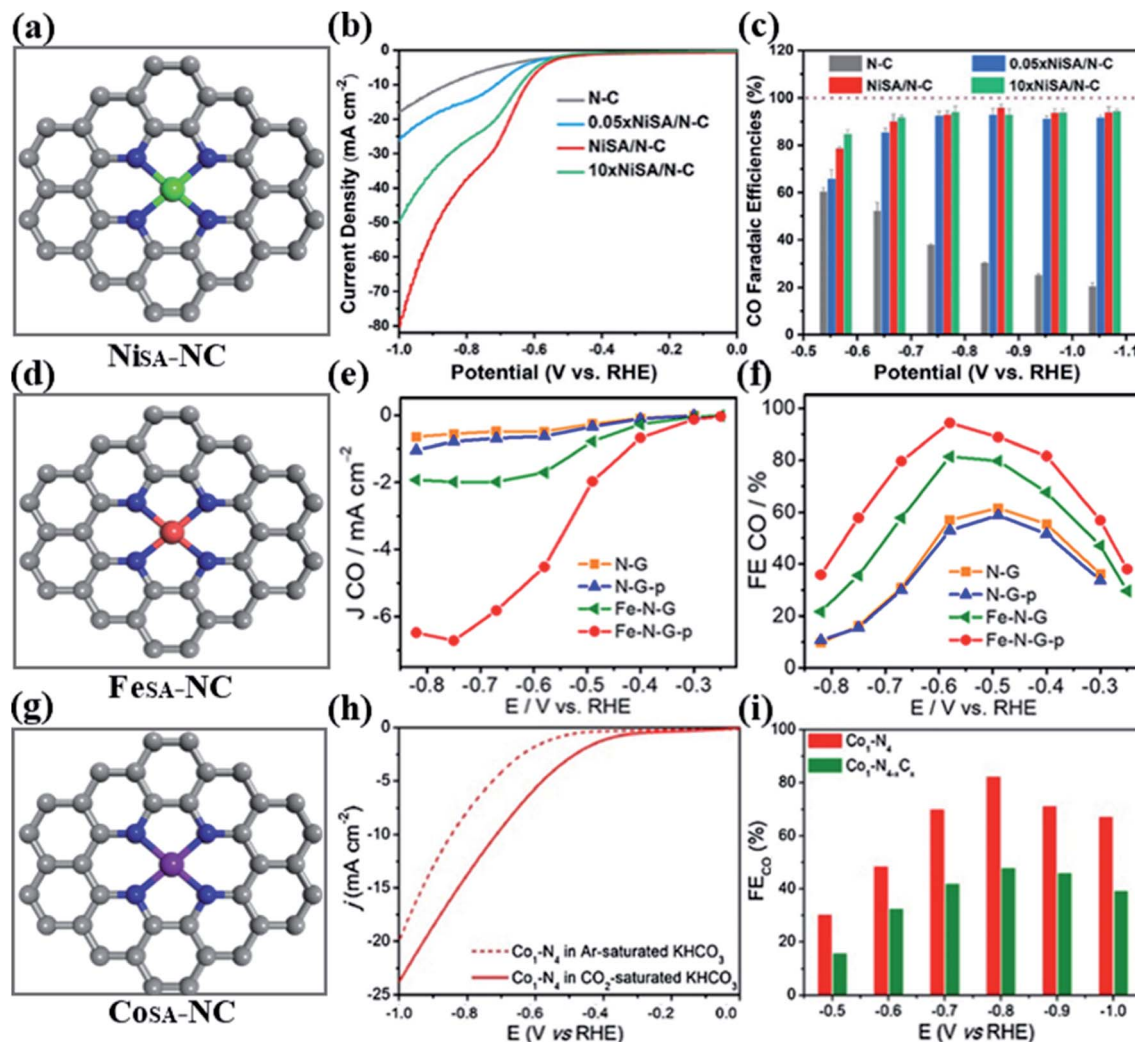 (a)
NiSA-NC
(b)
0
-10
-20
-30
-40
-50
-60
-70
-80
Current Density (mA cm⁻²)
N-C
0.05xNiSA/N-C
NiSA/N-C
10xNiSA/N-C
-1.0 -0.8 -0.6 -0.4 -0.2 0.0
Potential (V vs. RHE)
(c)
120
100
80
60
40
20
0
CO Faradaic Efficiencies (%)
N-C 0.05xNiSA/N-C
NiSA/N-C 10xNiSA/N-C
-0.5 -0.6 -0.7 -0.8 -0.9 -1.0 -1.1
Potential (V vs. RHE)
(d)
FeSA-NC
(e)
0
-2
-4
-6
J CO / mA cm⁻²
N-G
N-G-p
Fe-N-G
Fe-N-G-p
-0.8 -0.7 -0.6 -0.5 -0.4 -0.3
E / V vs. RHE
(f)
100
80
60
40
20
0
FE CO / %
N-G
N-G-p
Fe-N-G
Fe-N-G-p
-0.8 -0.7 -0.6 -0.5 -0.4 -0.3
E / V vs. RHE
(g)
CoSA-NC
(h)
0
-5
-10
-15
-20
-25
j (mA cm⁻²)
Co₁-N₄ in Ar-saturated KHCO₃
Co₁-N₄ in CO₂-saturated KHCO₃
-1.0 -0.8 -0.6 -0.4 -0.2 0.0
E (V vs RHE)
(i)
100
80
60
40
20
0
FE_CO (%)
Co₁-N₄
Co₁-N₄₋ₓCₓ
-0.5 -0.6 -0.7 -0.8 -0.9 -1.0
E (V vs RHE)